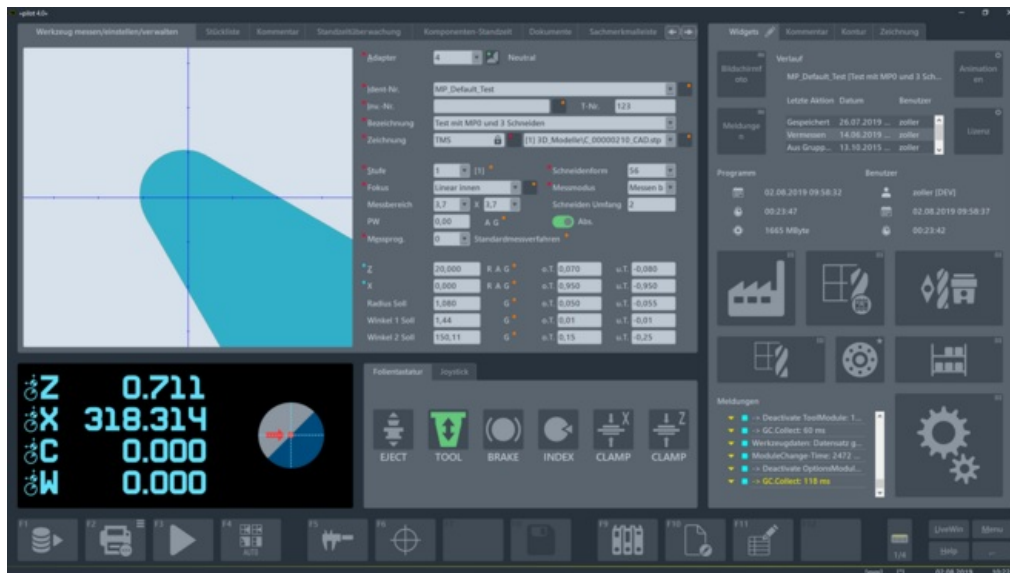 «pilot 4.0»
Werkzeug messen/einstellen/verwalten Stückliste Kommentar Standzeitüberwachung Komponenten-Standzeit Dokumente Sachmerkmalleiste
Widgets Kommentar Kontur Zeichnung
Adapter 4 Neutral
Ident-Nr. MP_Default_Test
Inv.-Nr. T-Nr. 123
Bezeichnung Test mit MP0 und 3 Schneiden
Zeichnung TMS [1] 3D_Modelle\C_00000210_CAD.stp
Stufe 1 [1] Schneidenform 56
Fokus Linear innen Messmodus Messen b
Messbereich 3,7 X 3,7 Schneiden Umfang 2
PW 0,00 A G Aln.
Messprog. 0 Standardmessverfahren
Z 20,000 R A G o.T. 0,070 u.T. -0,080
X 0,000 R A G o.T. 0,950 u.T. -0,950
Radius Soll 1,080 G o.T. 0,050 u.T. -0,055
Winkel 1 Soll 1,44 G o.T. 0,01 u.T. -0,01
Winkel 2 Soll 150,11 G o.T. 0,15 u.T. -0,25
Bildschirmfotos
Verlauf
MP_Default_Test [Test mit MP0 und 3 Sch...
Animationen
Letzte Aktion Datum Benutzer
Meldungen
Gespeichert 26.07.2019 ... zoller
Vermessen 14.06.2019 ... zoller
Aus Grupp... 13.10.2015 ... zoller
Lizenz
Programm Benutzer
02.08.2019 09:58:32 zoller [DEV]
00:23:47 02.08.2019 09:58:37
1665 MByte 00:23:42
Meldungen
-> Deactivate ToolModule: 1...
-> GC.Collect: 60 ms
Werkzeugdaten: Datensatz g...
ModuleChange-Time: 2472 ...
-> Deactivate OptionsModul...
-> GC.Collect: 118 ms
Z 0.711
X 318.314
C 0.000
W 0.000
Folientastatur Joystick
X Z
EJECT TOOL BRAKE INDEX CLAMP CLAMP
F1 F2 F3 F4 F5 F6 F9 F10 F11
AUTO
1/4
LiveWin Menu
Help ...
[mm] 02.08.2019